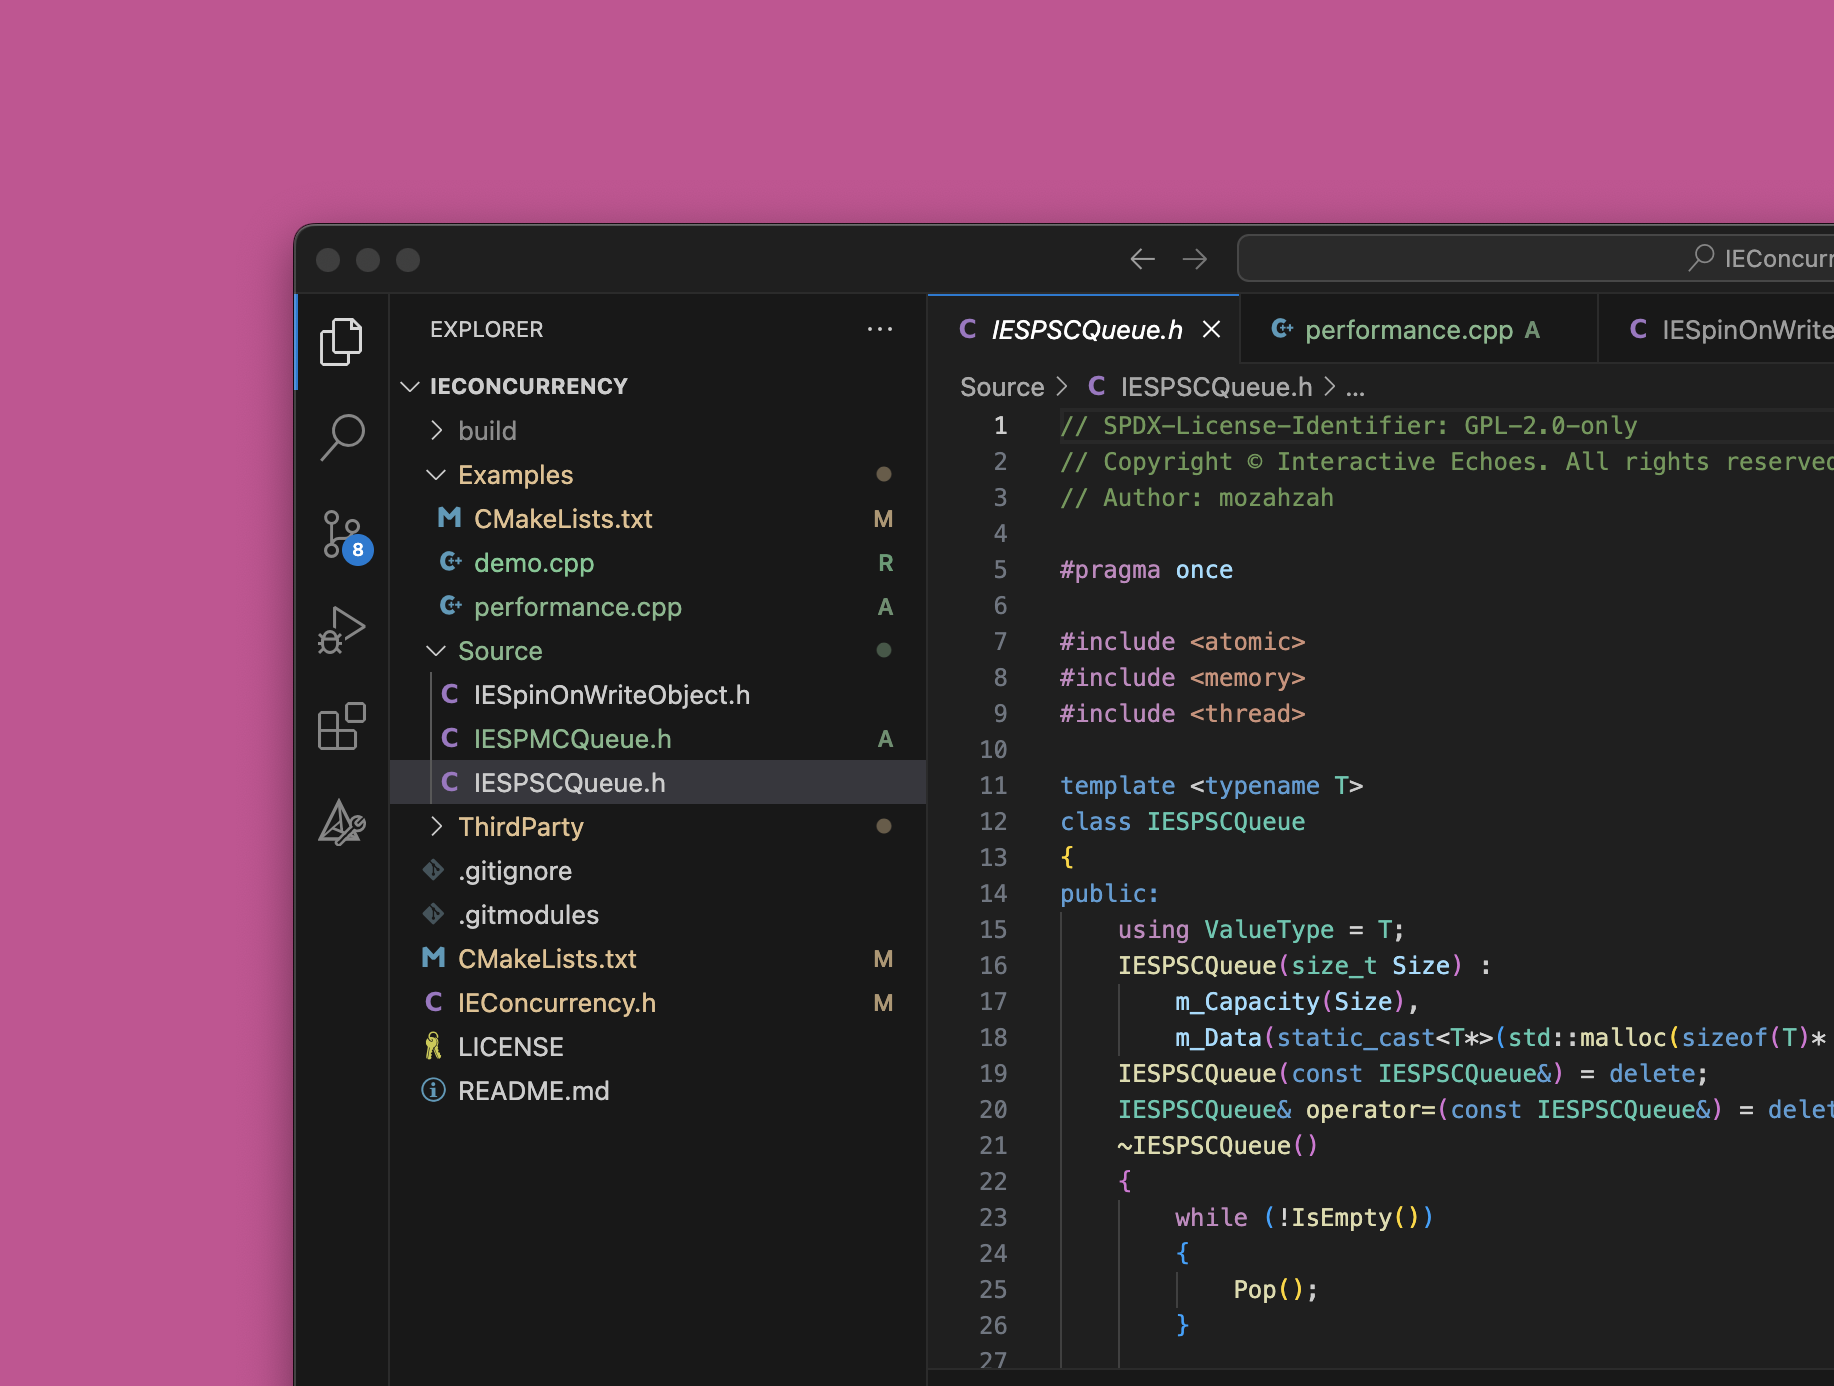 IEConcurr
EXPLORER
IECONCURRENCY
build
Examples
CMakeLists.txt M
demo.cpp R
performance.cpp A
Source
IESpinOnWriteObject.h
IESPMCQueue.h A
IESPSCQueue.h
ThirdParty
.gitignore
.gitmodules
CMakeLists.txt M
IEConcurrency.h M
LICENSE
README.md
8
IESPSCQueue.h performance.cpp A IESpinOnWrite
Source > IESPSCQueue.h > ...
1 // SPDX-License-Identifier: GPL-2.0-only
2 // Copyright © Interactive Echoes. All rights reserved
3 // Author: mozahzah
4
5 #pragma once
6
7 #include <atomic>
8 #include <memory>
9 #include <thread>
10
11 template <typename T>
12 class IESPSCQueue
13 {
14 public:
15 using ValueType = T;
16 IESPSCQueue(size_t Size) :
17 m_Capacity(Size),
18 m_Data(static_cast<T*>(std::malloc(sizeof(T)*
19 IESPSCQueue(const IESPSCQueue&) = delete;
20 IESPSCQueue& operator=(const IESPSCQueue&) = delet
21 ~IESPSCQueue()
22 {
23 while (!IsEmpty())
24 {
25 Pop();
26 }
27